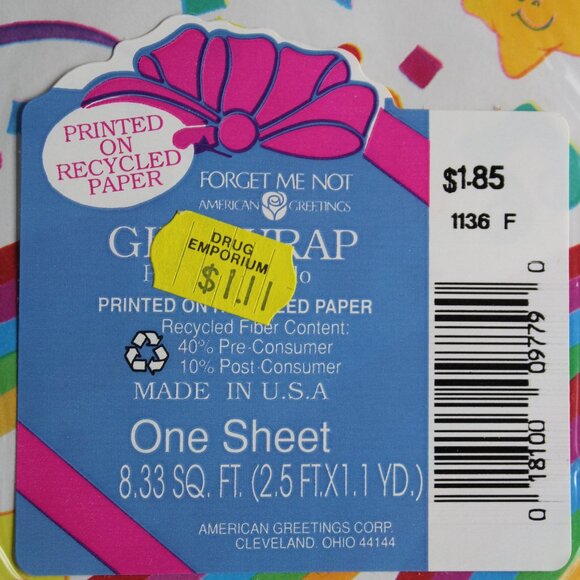 PRINTED
ON
RECYCLED
PAPER
FORGET ME NOT
AMERICAN GREETINGS
$1.85
1136 F
DRUG
EMPORIUM
$1.11
PRINTED ON PAPER
Recycled Fiber Content:
40% Pre-Consumer
10% Post-Consumer
MADE IN U.S.A
One Sheet
8.33 SQ. FT. (2.5 FT.X1.1 YD.)
AMERICAN GREETINGS CORP.
CLEVELAND, OHIO 44144
0 18100 09779 0